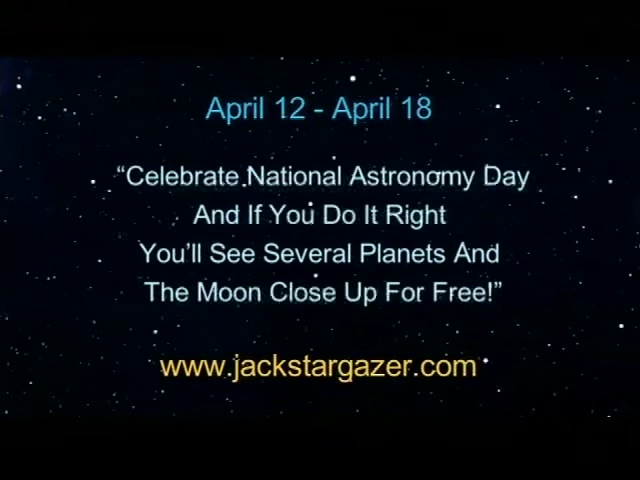 April 12 - April 18
“Celebrate National Astronomy Day
And If You Do It Right
You’ll See Several Planets And
The Moon Close Up For Free!”
www.jackstargazer.com